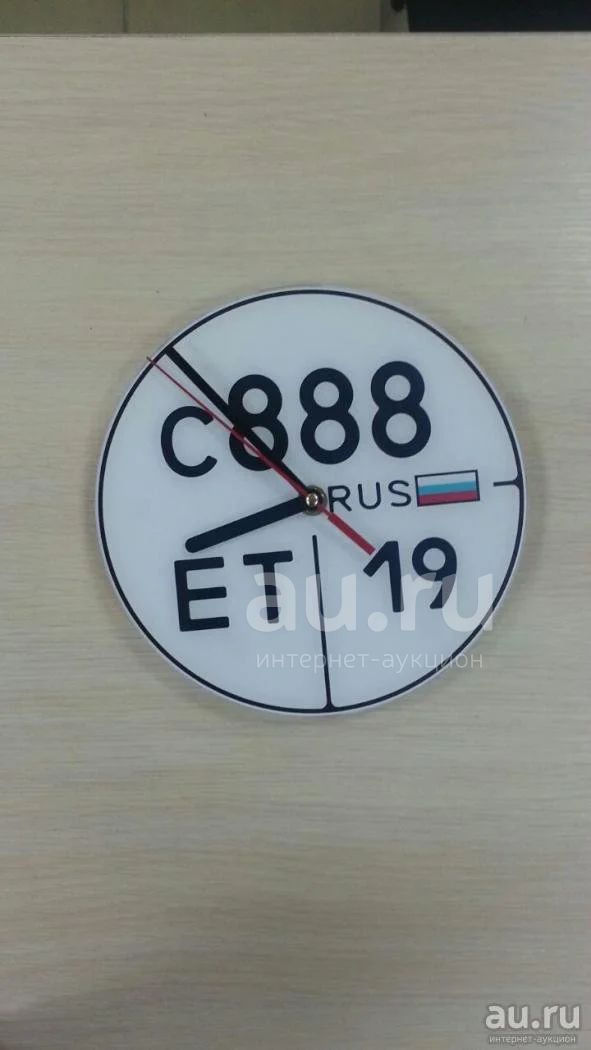 С888
RUS
ЕТ 19
au.ru
интернет-аукцион
au.ru
интернет-аукцион